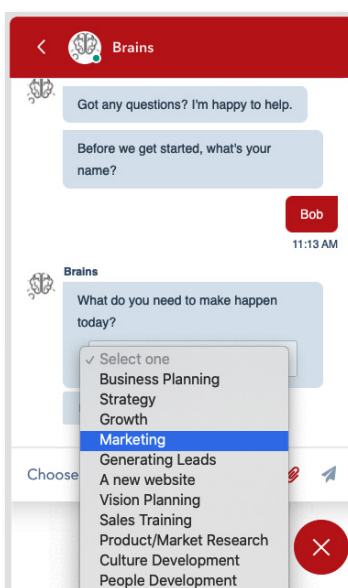 Brains
Got any questions? I'm happy to help.
Before we get started, what's your
name?
Bob
11:13 AM
Brains
What do you need to make happen
today?
Select one
Business Planning
Strategy
Growth
Marketing
Generating Leads
A new website
Vision Planning
Sales Training
Product/Market Research
Culture Development
People Development
Choose